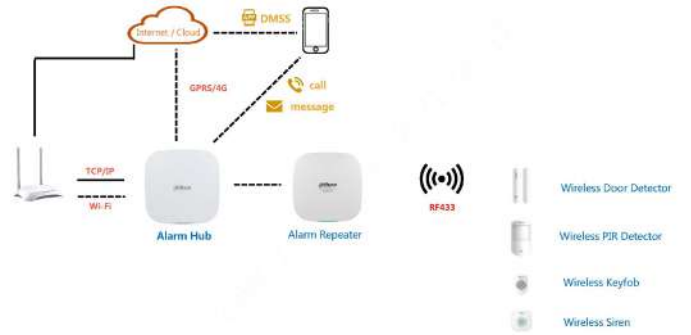 DMSS
Internet / Cloud
GPRS/4G
call
message
TCP/IP
Wi-Fi
alhua
RF433
Alarm Hub
Alarm Repeater
Wireless Door Detector
Wireless PIR Detector
Wireless Keyfob
Wireless Siren